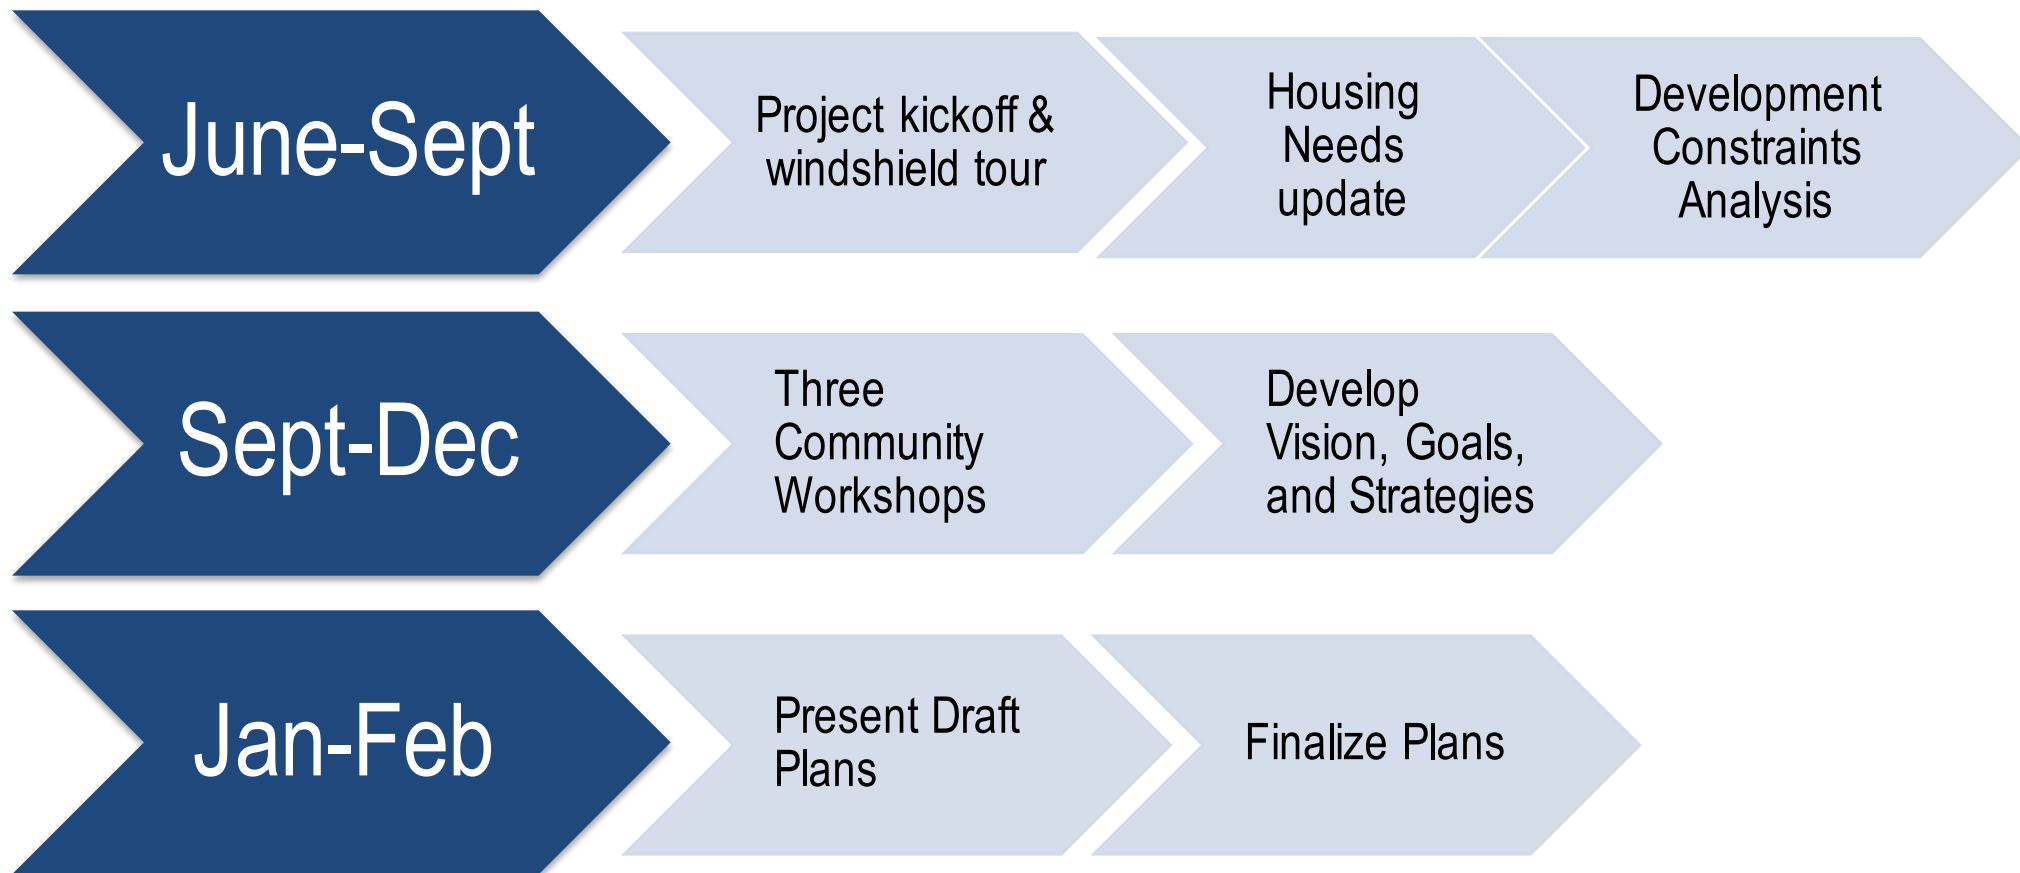 June-Sept
Project kickoff &
windshield tour
Housing
Needs
update
Development
Constraints
Analysis
Sept-Dec
Three
Community
Workshops
Develop
Vision, Goals,
and Strategies
Jan-Feb
Present Draft
Plans
Finalize Plans